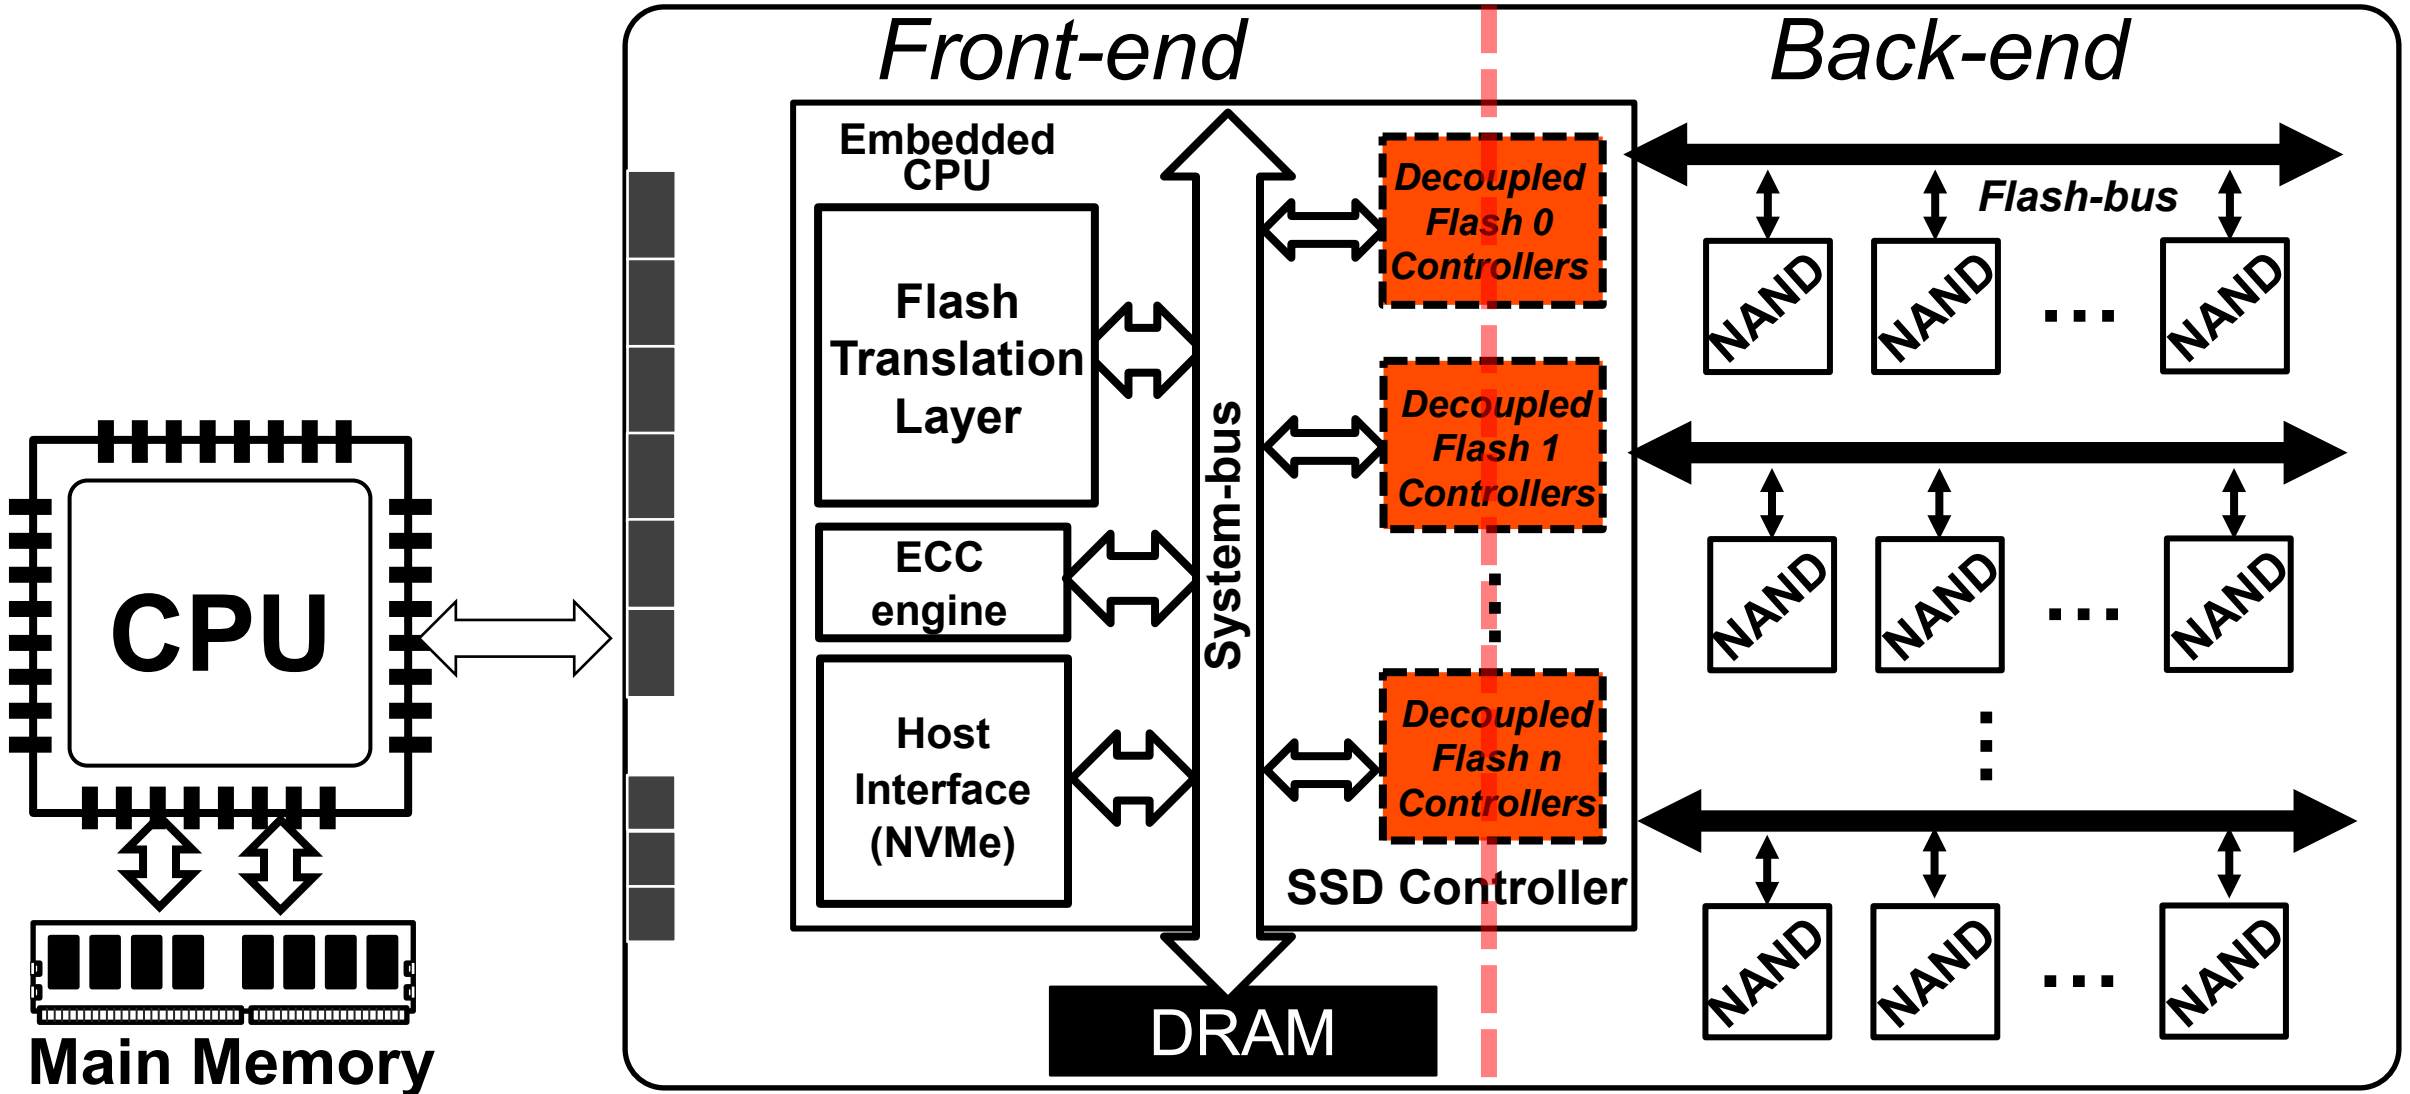 Front-end
Back-end
Embedded
CPU
Flash
Translation
Layer
ECC
engine
Host
Interface
(NVMe)
System-bus
Decoupled
Flash 0
Controllers
Decoupled
Flash 1
Controllers
Decoupled
Flash n
Controllers
SSD Controller
DRAM
Flash-bus
NAND
NAND
...
NAND
NAND
NAND
...
NAND
NAND
NAND
...
NAND
CPU
Main Memory